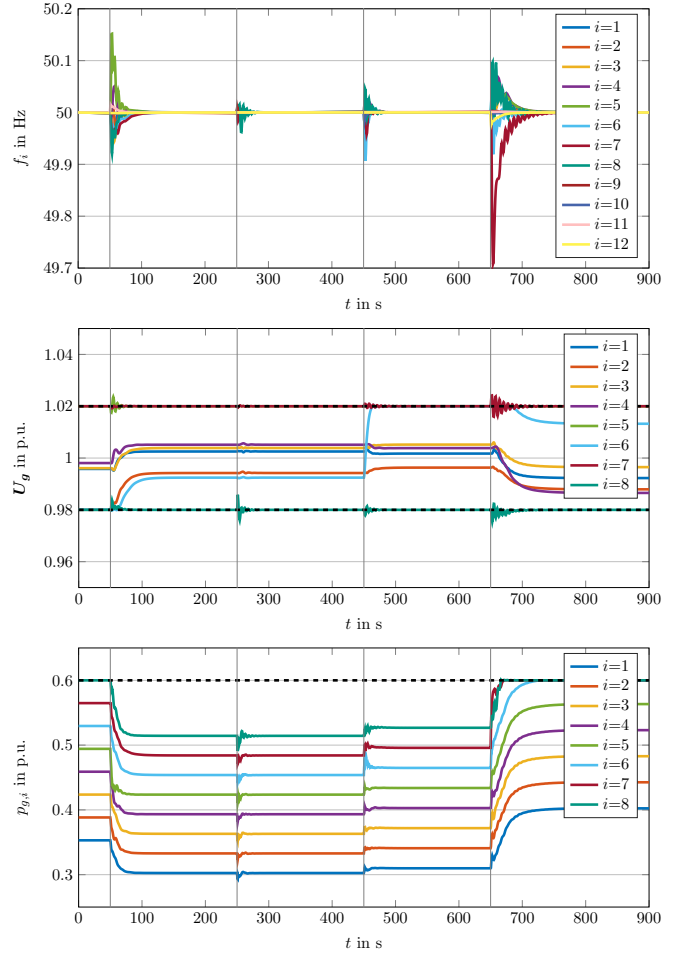 50.2
50.1
50
49.9
49.8
49.7
f_i in Hz
0 100 200 300 400 500 600 700 800 900
t in s
i=1
i=2
i=3
i=4
i=5
i=6
i=7
i=8
i=9
i=10
i=11
i=12
1.04
1.02
1
0.98
0.96
U_g in p.u.
0 100 200 300 400 500 600 700 800 900
t in s
i=1
i=2
i=3
i=4
i=5
i=6
i=7
i=8
0.6
0.5
0.4
0.3
p_{g,i} in p.u.
0 100 200 300 400 500 600 700 800 900
t in s
i=1
i=2
i=3
i=4
i=5
i=6
i=7
i=8